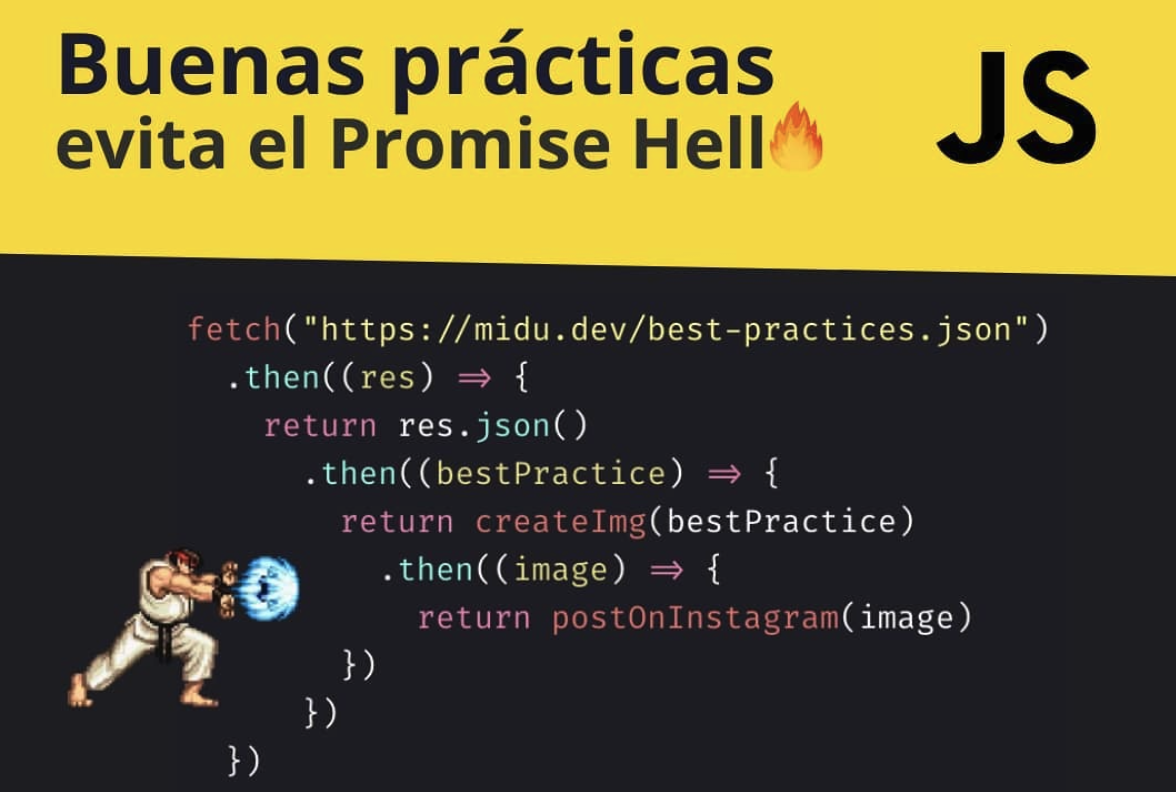 Buenas prácticas
evita el Promise Hell🔥
JS
fetch("https://midu.dev/best-practices.json")
.then((res) => {
return res.json()
.then((bestPractice) => {
return createImg(bestPractice)
.then((image) => {
return postOnInstagram(image)
})
})
})